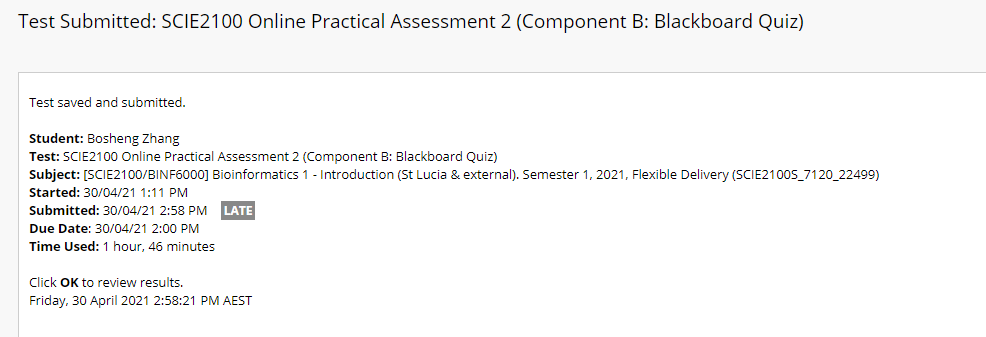 Test Submitted: SCIE2100 Online Practical Assessment 2 (Component B: Blackboard Quiz)
Test saved and submitted.
Student: Bosheng Zhang
Test: SCIE2100 Online Practical Assessment 2 (Component B: Blackboard Quiz)
Subject: [SCIE2100/BINF6000] Bioinformatics 1 - Introduction (St Lucia & external). Semester 1, 2021, Flexible Delivery (SCIE2100S_7120_22499)
Started: 30/04/21 1:11 PM
Submitted: 30/04/21 2:58 PM LATE
Due Date: 30/04/21 2:00 PM
Time Used: 1 hour, 46 minutes
Click OK to review results.
Friday, 30 April 2021 2:58:21 PM AEST